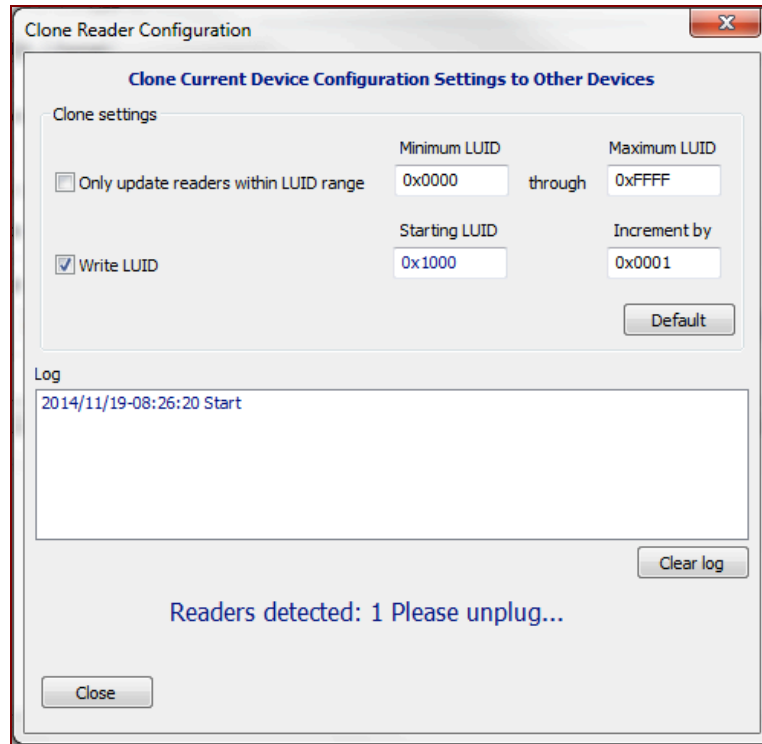 Clone Reader Configuration
Clone Current Device Configuration Settings to Other Devices
Clone settings
Minimum LUID Maximum LUID
Only update readers within LUID range 0x0000 through 0xFFFF
Starting LUID Increment by
Write LUID 0x1000 0x0001
Default
Log
2014/11/19-08:26:20 Start
Clear log
Readers detected: 1 Please unplug...
Close